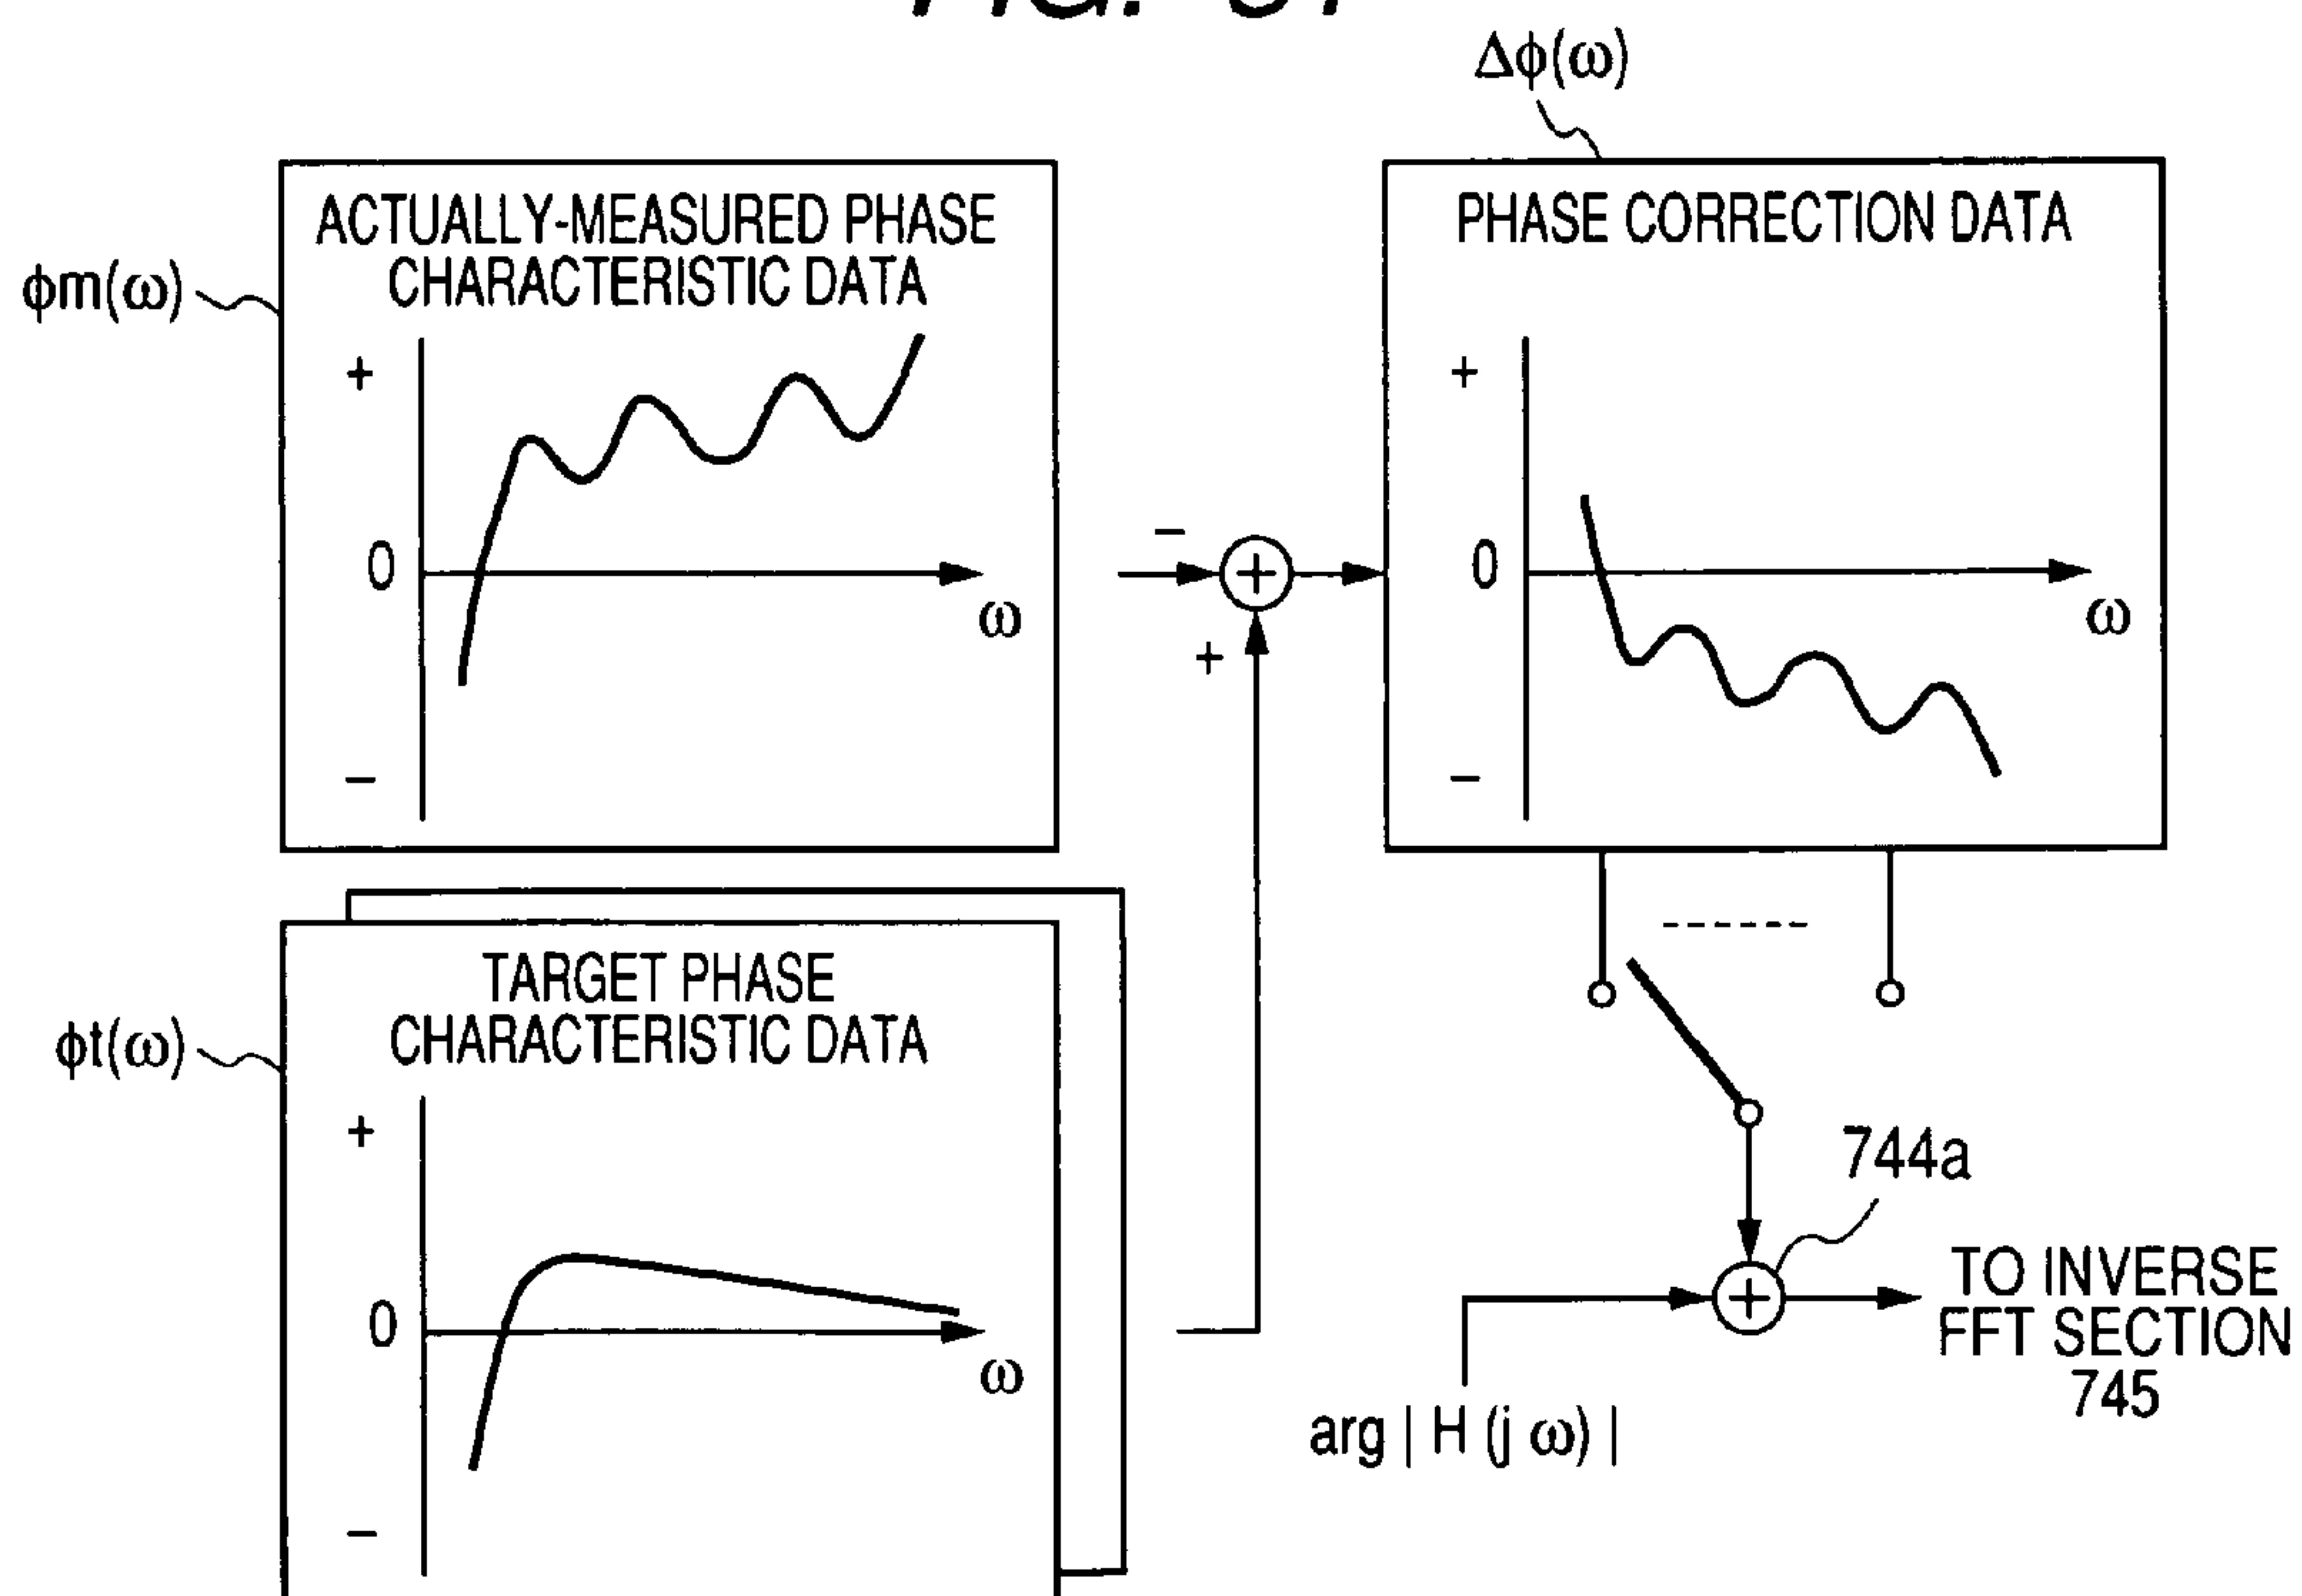 Δϕ(ω)
ACTUALLY-MEASURED PHASE
CHARACTERISTIC DATA
ϕm(ω)
+
0
−
ω
−
+
+
PHASE CORRECTION DATA
+
0
−
ω
TARGET PHASE
CHARACTERISTIC DATA
ϕt(ω)
+
0
−
ω
744a
+
TO INVERSE
FFT SECTION
745
arg | H (j ω) |